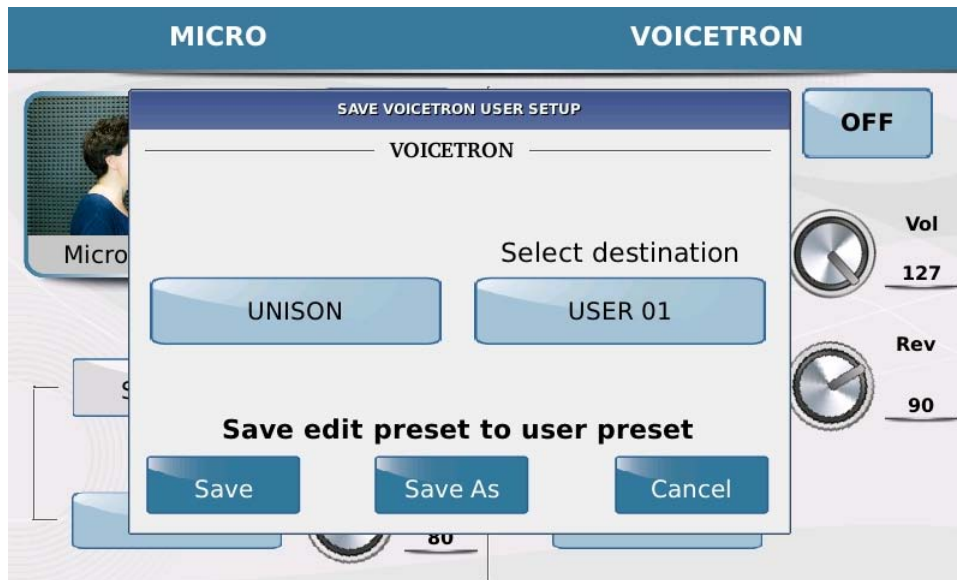 MICRO VOICETRON
SAVE VOICETRON USER SETUP
VOICETRON
OFF
Micro
Select destination
UNISON USER 01
Vol
127
Rev
90
S
Save edit preset to user preset
Save Save As Cancel
80